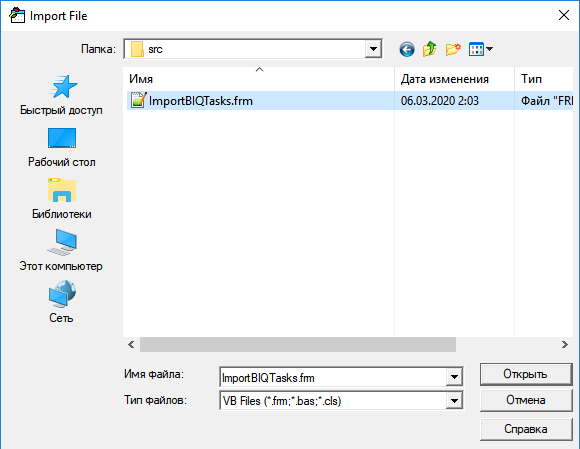 Import File
Папка: src
Имя Дата изменения Тип
ImportBIQTasks.frm 06.03.2020 2:03 Файл "FRI
Быстрый доступ
Рабочий стол
Библиотеки
Этот компьютер
Сеть
Имя файла: ImportBIQTasks.frm Открыть
Тип файлов: VB Files (*.frm;*.bas;*.cls) Отмена
Справка